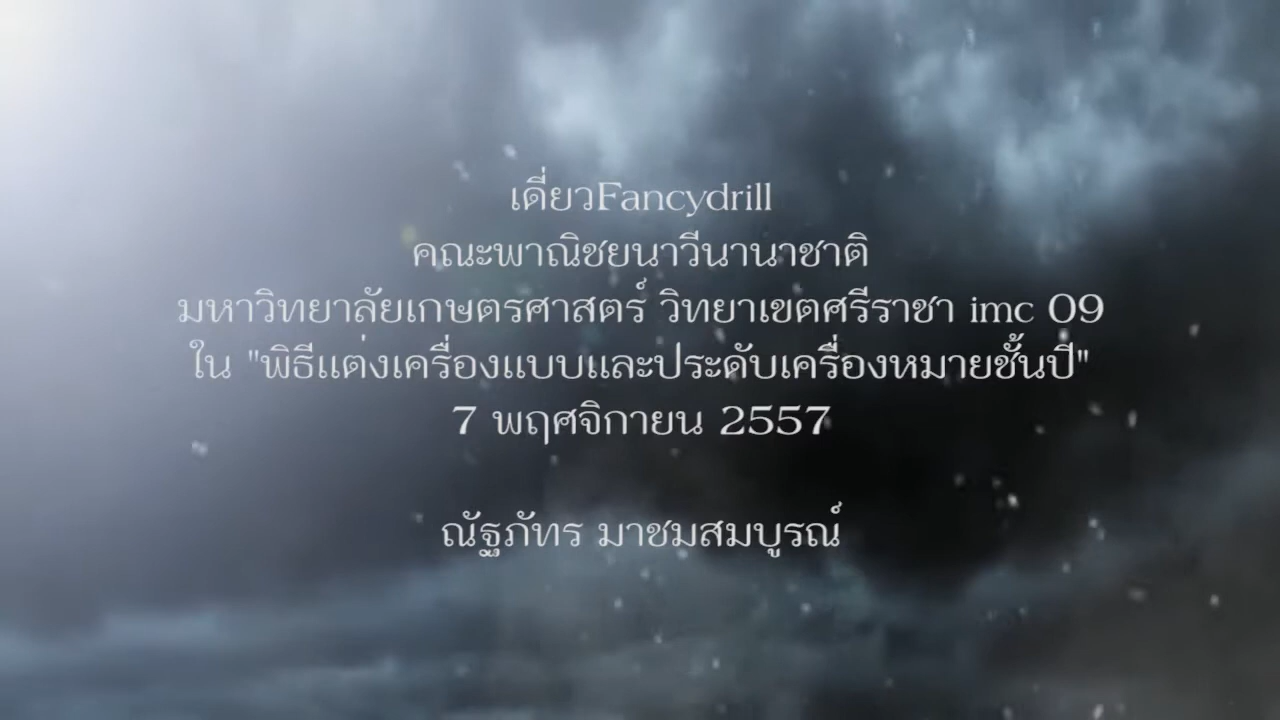 เดี่ยวFancydrill
คณะพาณิชยนาวีนานาชาติ
มหาวิทยาลัยเกษตรศาสตร์ วิทยาเขตศรีราชา imc 09
ใน "พิธีแต่งเครื่องแบบและประดับเครื่องหมายชั้นปี"
7 พฤศจิกายน 2557
ณัฐภัทร มาชมสมบูรณ์